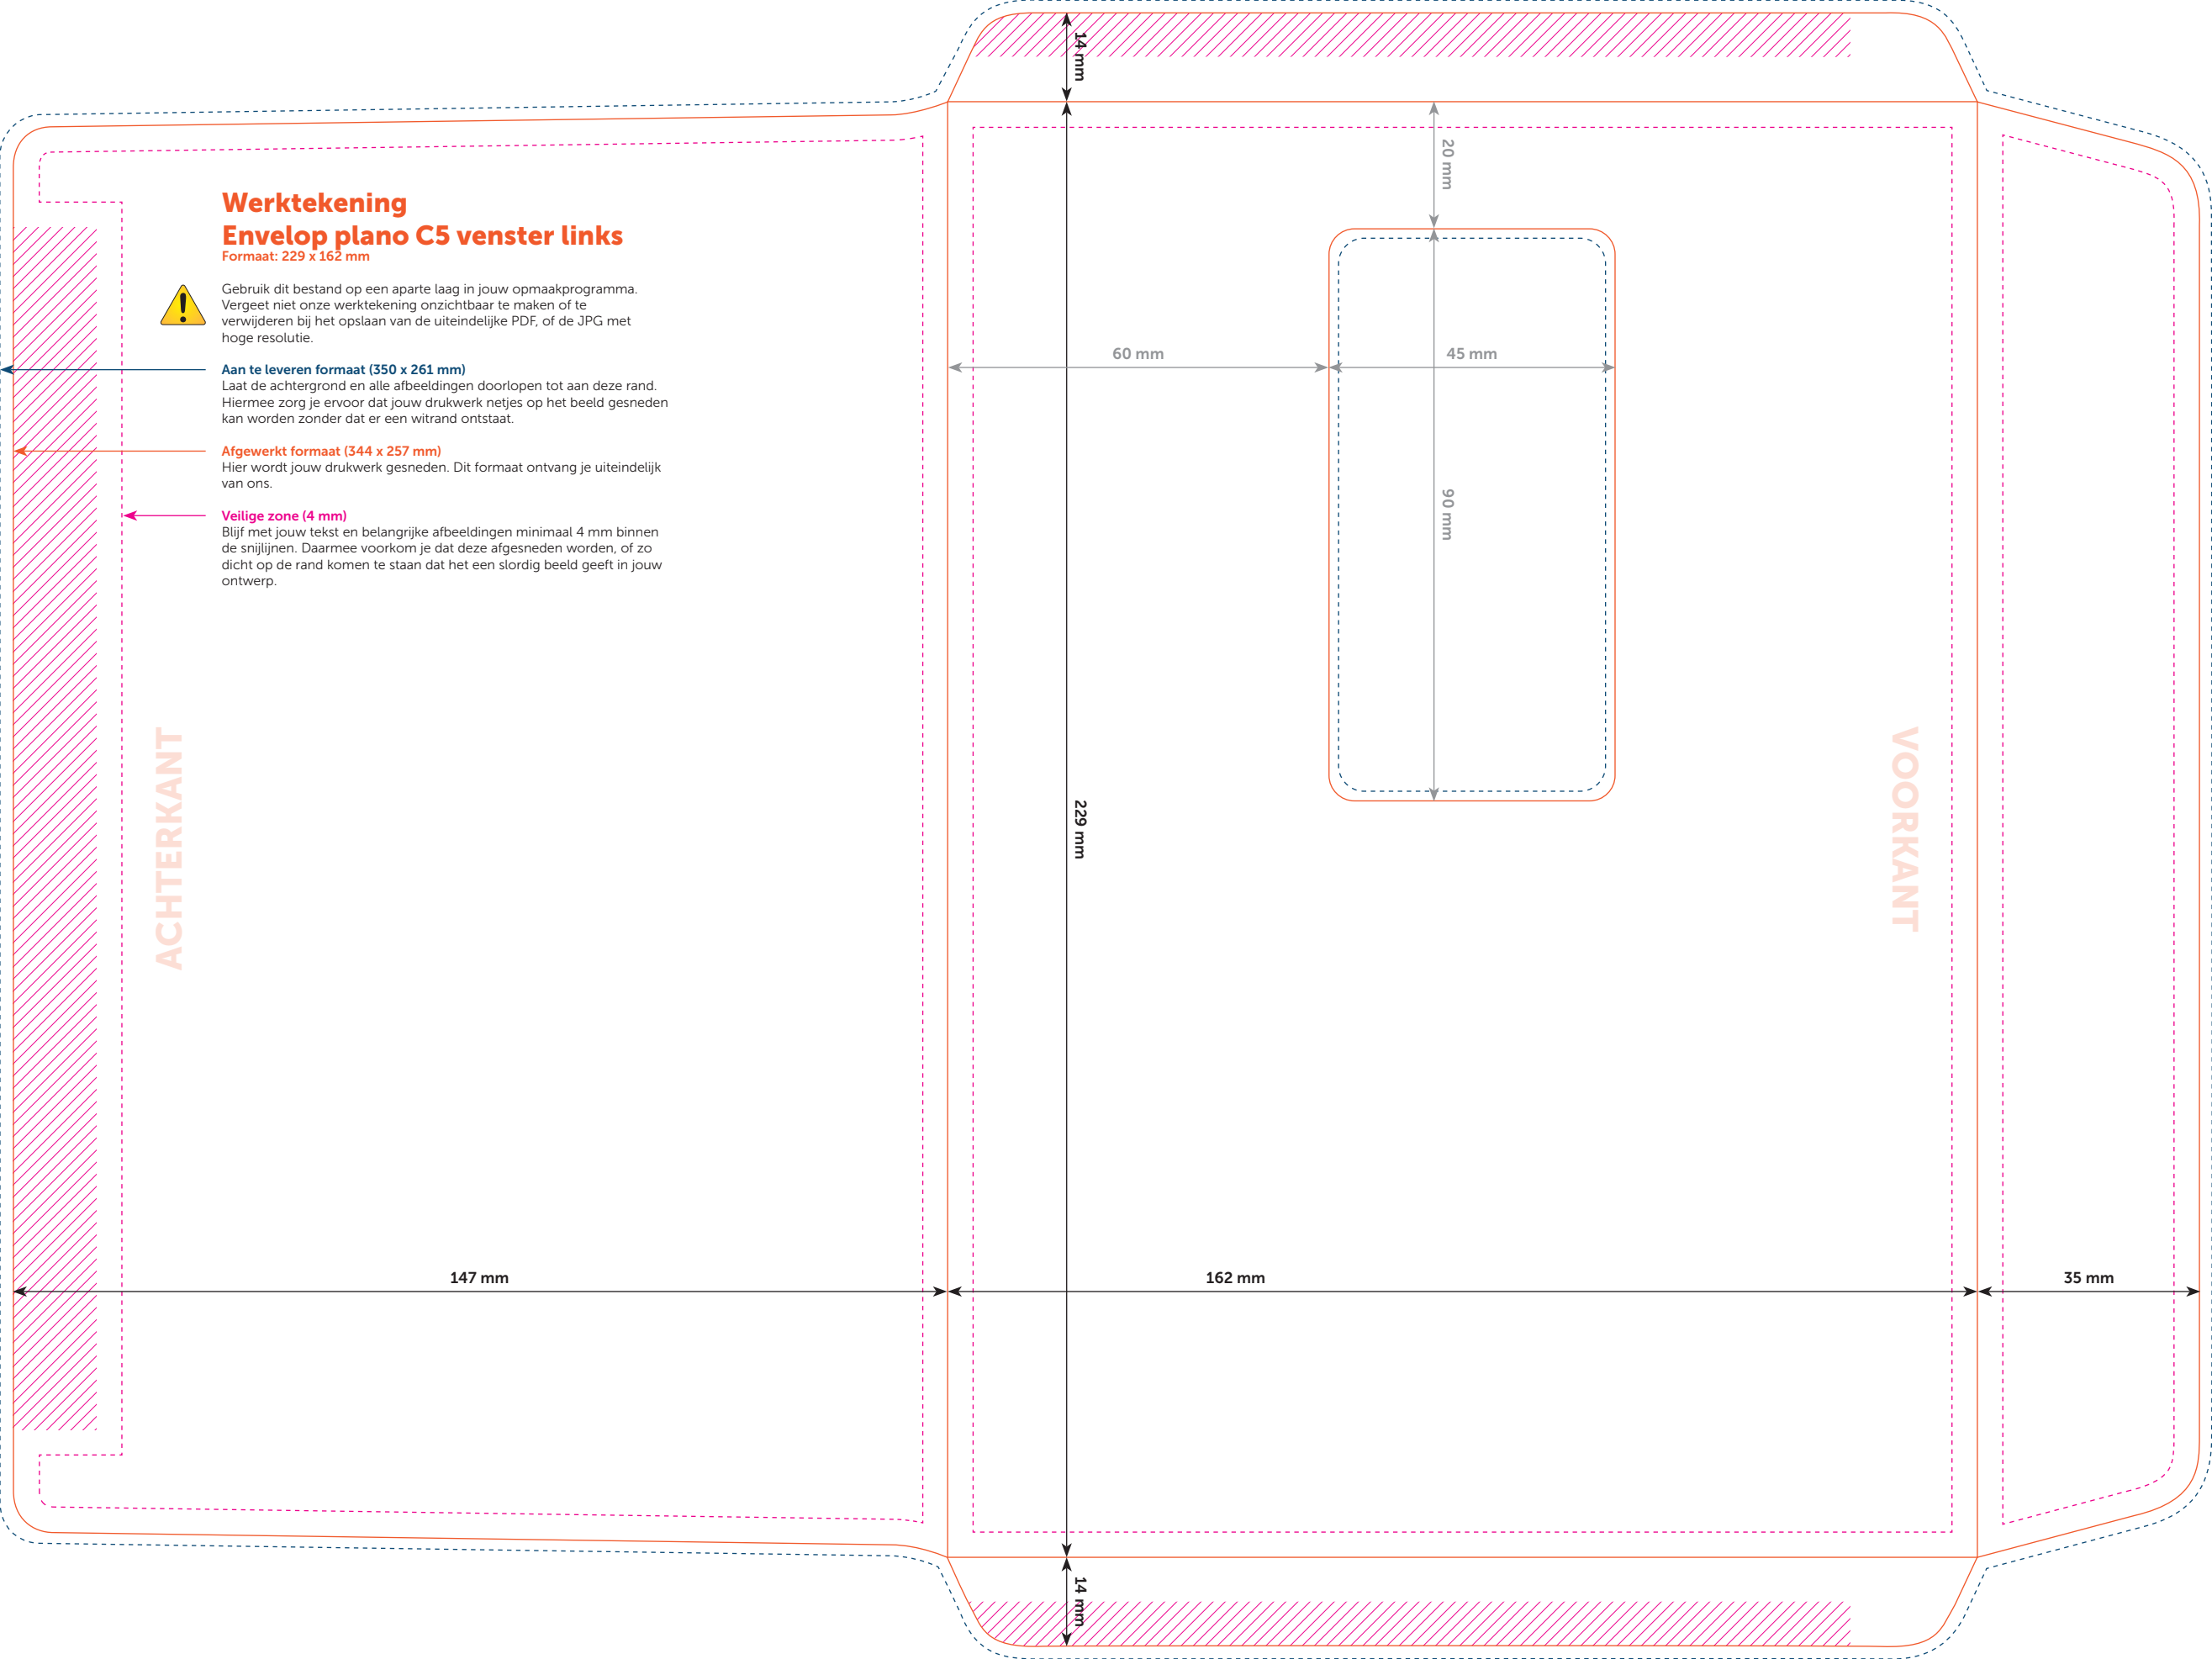 Werktekening
Envelop plano C5 venster links
Formaat: 229 x 162 mm
Gebruik dit bestand op een aparte laag in jouw opmaakprogramma.
Vergeet niet onze werktekening onzichtbaar te maken of te
verwijderen bij het opslaan van de uiteindelijke PDF, of de JPG met
hoge resolutie.
Aan te leveren formaat (350 x 261 mm)
Laat de achtergrond en alle afbeeldingen doorlopen tot aan deze rand.
Hiermee zorg je ervoor dat jouw drukwerk netjes op het beeld gesneden
kan worden zonder dat er een witrand ontstaat.
Afgewerkt formaat (344 x 257 mm)
Hier wordt jouw drukwerk gesneden. Dit formaat ontvang je uiteindelijk
van ons.
Veilige zone (4 mm)
Blijf met jouw tekst en belangrijke afbeeldingen minimaal 4 mm binnen
de snijlijnen. Daarmee voorkom je dat deze afgesneden worden, of zo
dicht op de rand komen te staan dat het een slordig beeld geeft in jouw
ontwerp.
ACHTERKANT
147 mm
14 mm
20 mm
60 mm
45 mm
90 mm
229 mm
VOORKANT
162 mm
35 mm
14 mm